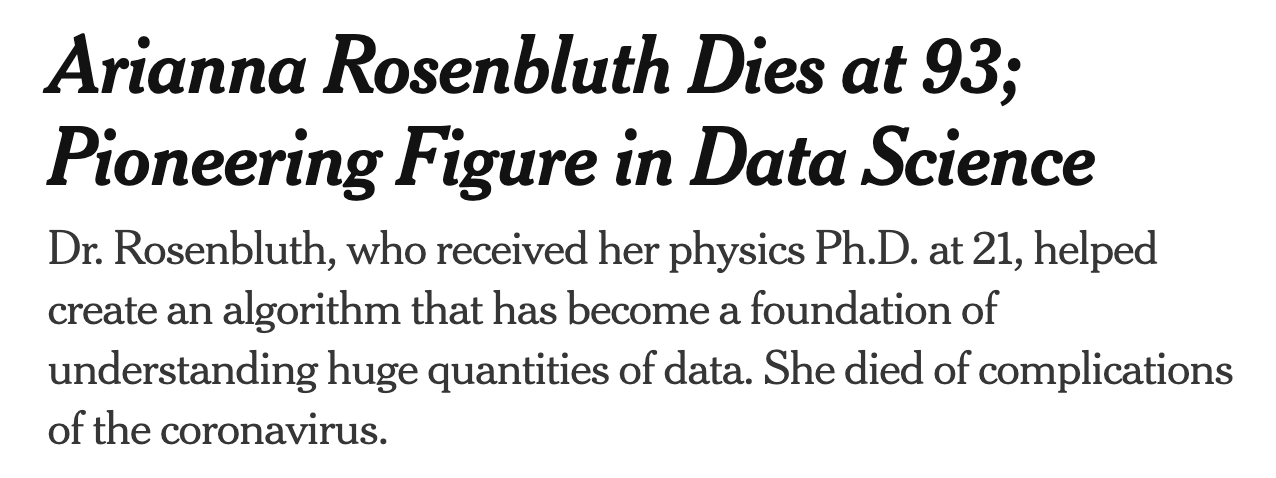 Arianna Rosenbluth Dies at 93;
Pioneering Figure in Data Science
Dr. Rosenbluth, who received her physics Ph.D. at 21, helped
create an algorithm that has become a foundation of
understanding huge quantities of data. She died of complications
of the coronavirus.